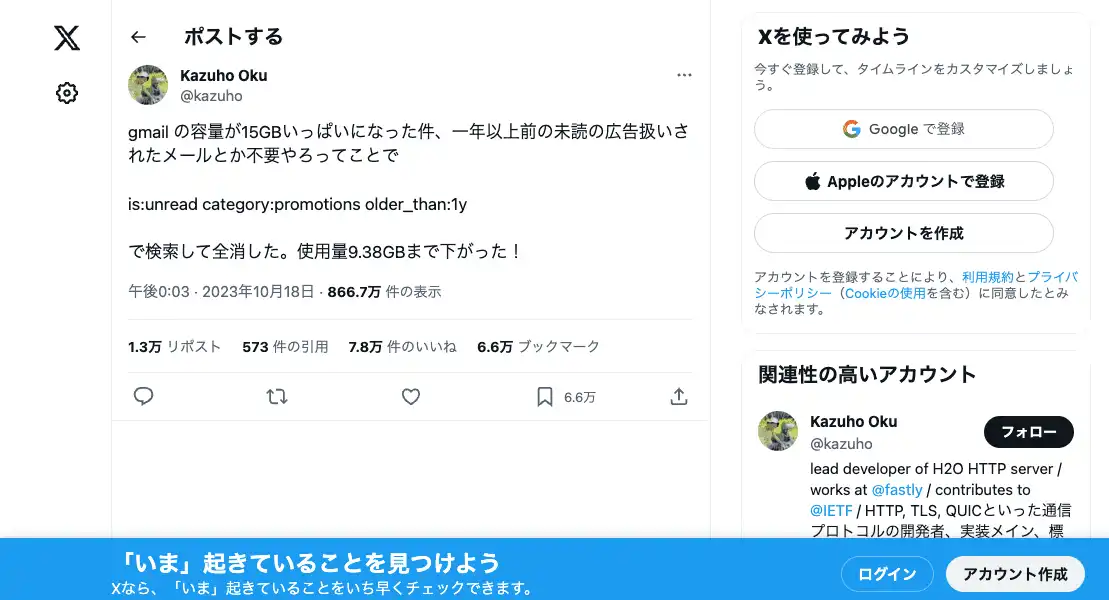 ポストする
Kazuho Oku
@kazuho
gmail の容量が15GBいっぱいになった件、一年以上前の未読の広告扱いさ
れたメールとか不要やろってことで
is:unread category:promotions older_than:1y
で検索して全消した。使用量9.38GBまで下がった！
午後0:03 · 2023年10月18日 · 866.7万 件の表示
1.3万 リポスト 573 件の引用 7.8万 件のいいね 6.6万 ブックマーク
6.6万
Xを使ってみよう
今すぐ登録して、タイムラインをカスタマイズしましょ
う。
Google で登録
Appleのアカウントで登録
アカウントを作成
アカウントを登録することにより、利用規約とプライバ
シーポリシー（Cookieの使用を含む）に同意したとみ
なされます。
関連性の高いアカウント
Kazuho Oku
@kazuho
フォロー
lead developer of H2O HTTP server /
works at @fastly / contributes to
@IETF / HTTP, TLS, QUICといった通信
プロトコルの開発者、実装メイン、標
「いま」起きていることを見つけよう
Xなら、「いま」起きていることをいち早くチェックできます。
ログイン
アカウント作成